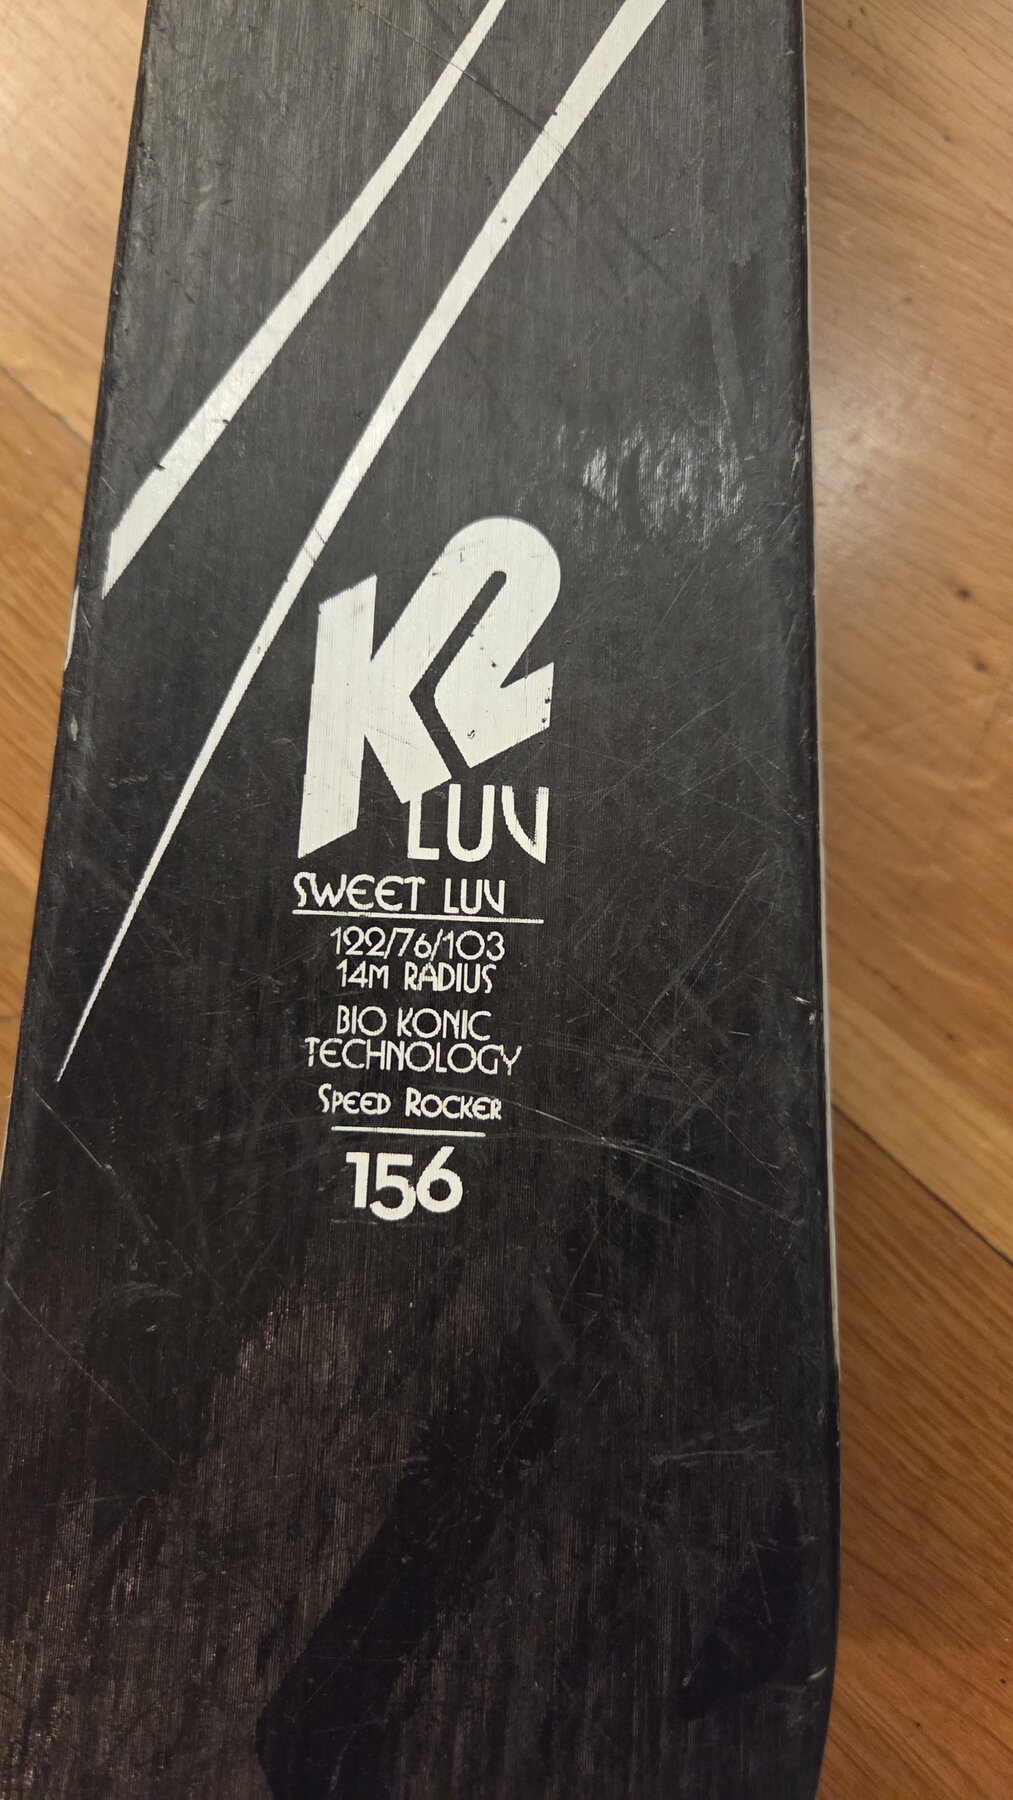 K2
LUV
SWEET LUV
122/76/103
14M RADIUS
BIO KONIC
TECHNOLOGY
SPEED ROCKER
156